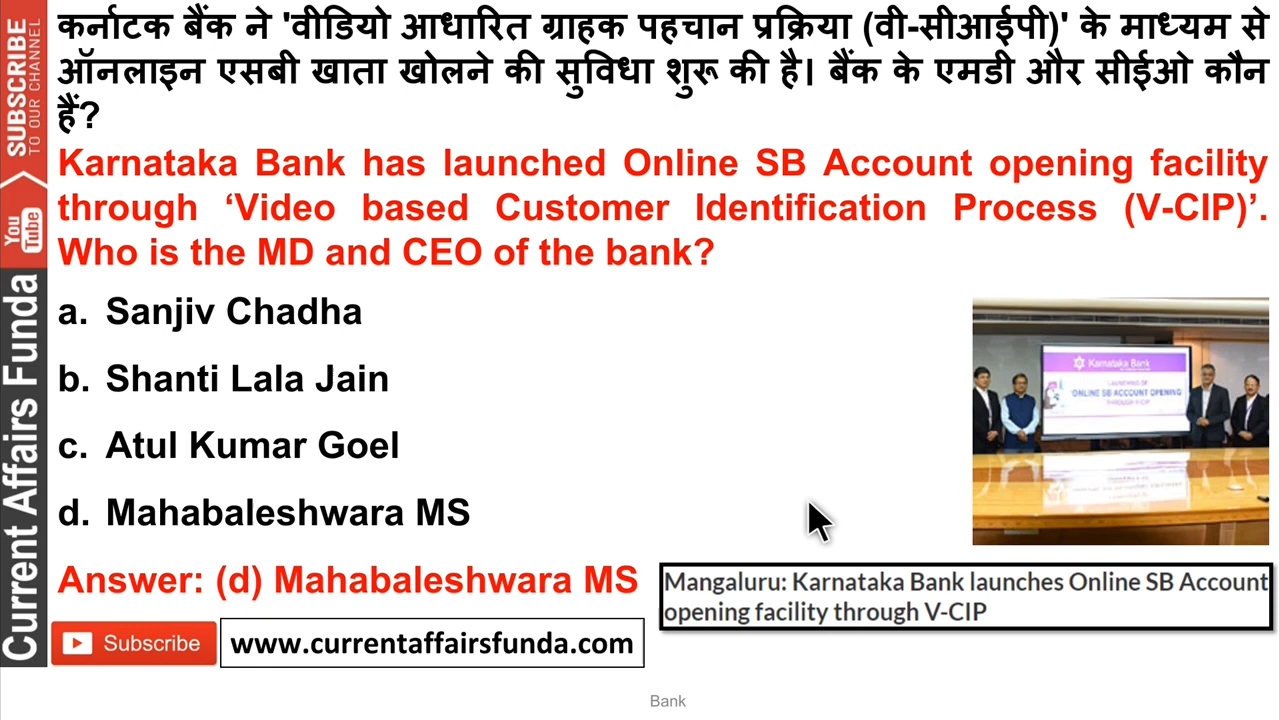 कर्नाटक बैंक ने 'वीडियो आधारित ग्राहक पहचान प्रक्रिया (वी-सीआईपी)' के माध्यम से
ऑनलाइन एसबी खाता खोलने की सुविधा शुरू की है। बैंक के एमडी और सीईओ कौन
हैं?
Karnataka Bank has launched Online SB Account opening facility
through ‘Video based Customer Identification Process (V-CIP)’.
Who is the MD and CEO of the bank?
a. Sanjiv Chadha
b. Shanti Lala Jain
c. Atul Kumar Goel
d. Mahabaleshwara MS
Answer: (d) Mahabaleshwara MS
Karnataka Bank
LAUNCHING OF
'ONLINE SB ACCOUNT OPENING
THROUGH V-CIP'
Mangaluru: Karnataka Bank launches Online SB Account
opening facility through V-CIP
Subscribe
www.currentaffairsfunda.com
Bank
SUBSCRIBE
TO OUR CHANNEL
You
Tube
Current Affairs Funda